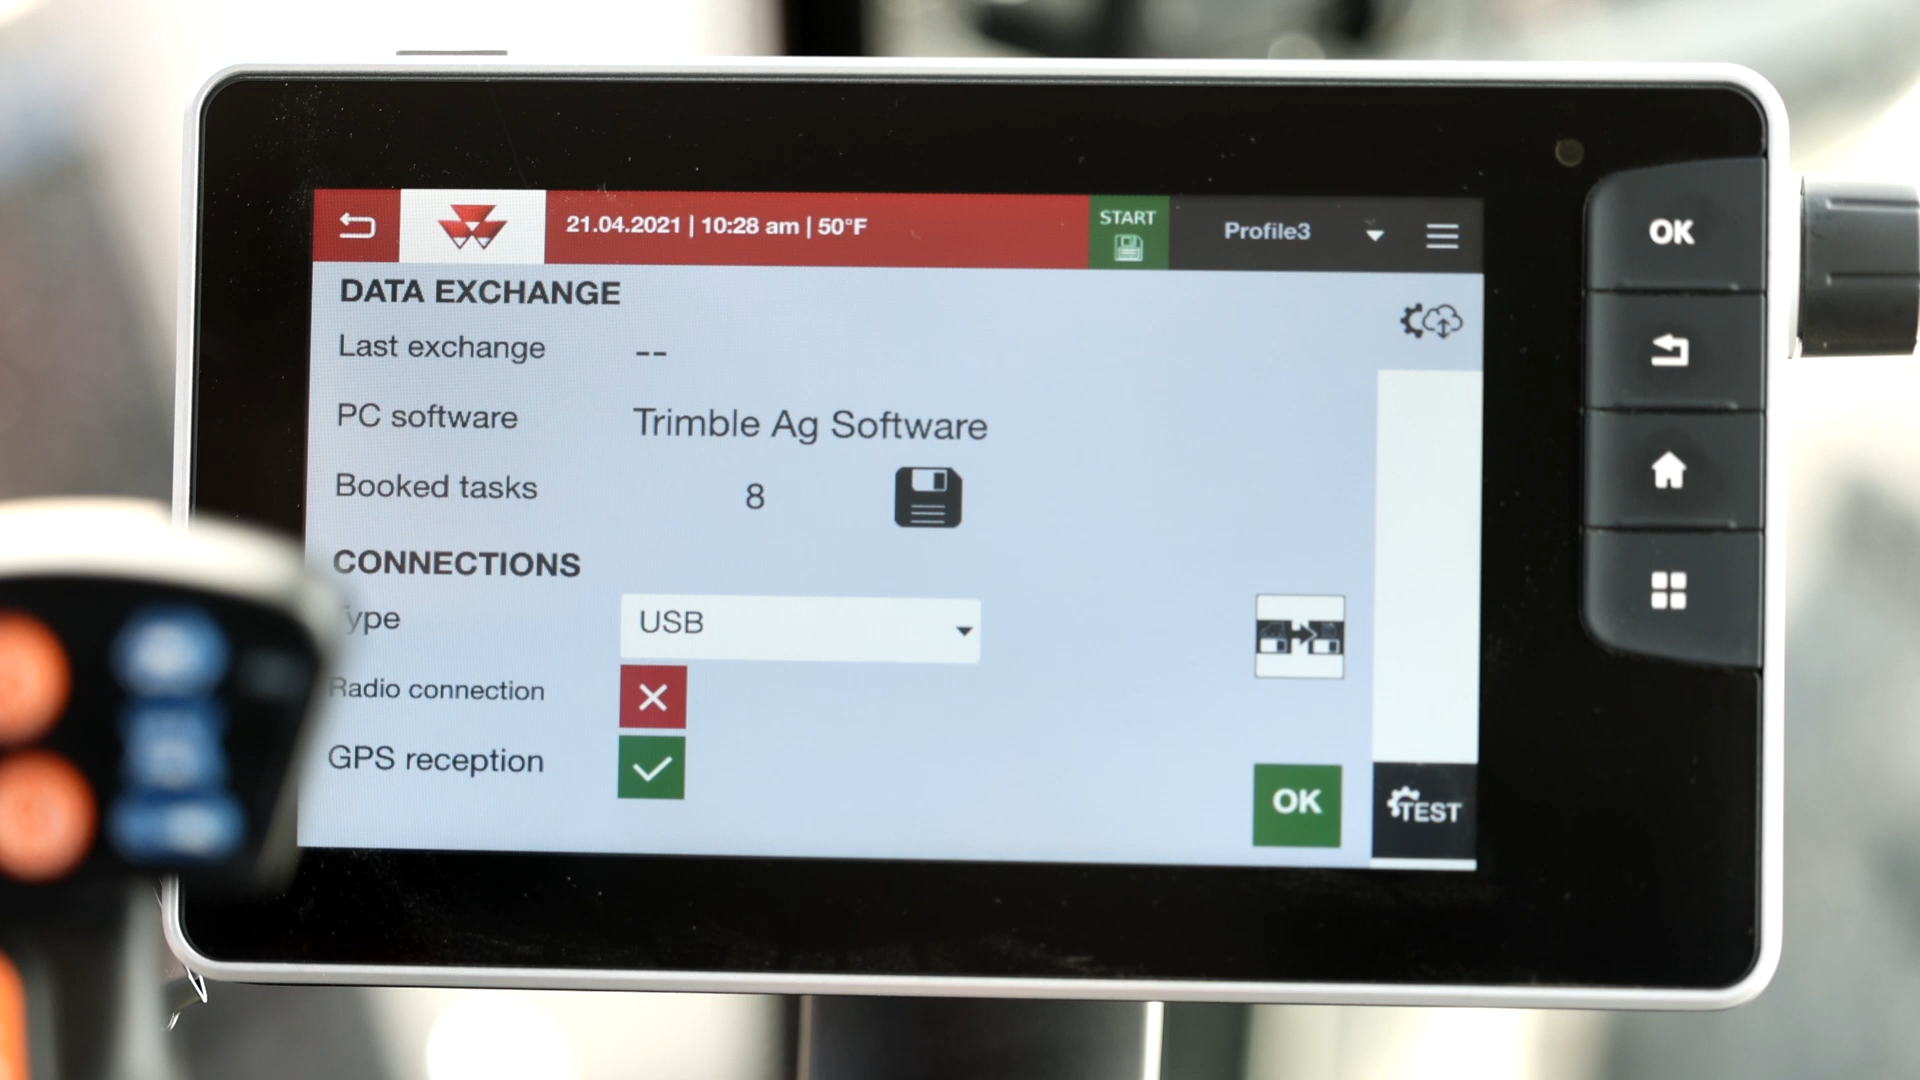 21.04.2021 | 10:28 am | 50°F
START
Profile3
DATA EXCHANGE
Last exchange --
PC software Trimble Ag Software
Booked tasks 8
CONNECTIONS
ype USB
Radio connection
GPS reception
OK
TEST
OK